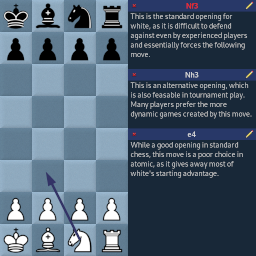 Nf3
This is the standard opening for
white, as it is difficult to defend
against even by experienced players
and essentially forces the following
move.
Nh3
This is an alternative opening, which
is also feasible in tournament play.
Many players prefer the more
dynamic games created by this move.
e4
While a good opening in standard
chess, this move is a poor choice in
atomic, as it gives away most of
white's starting advantage.